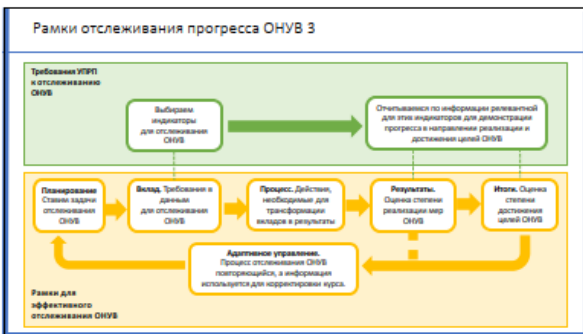 Рамки отслеживания прогресса ОНУВ 3
Требования УПРП
к отслеживанию
ОНУВ
Выбираем
индикаторы
для отслеживания
ОНУВ
Отчитываемся по информации релевантной
для этих индикаторов для демонстрации
прогресса в направлении реализации и
достижения целей ОНУВ
Планирование
Ставим задачи
отслеживания
ОНУВ
Вклад. Требования к
данным
для отслеживания
ОНУВ
Процесс. Действия,
необходимые для
трансформации
вкладов в результаты
Результаты.
Оценка степени
реализации мер
ОНУВ
Итоги. Оценка
степени
достижения
целей ОНУВ
Адаптивное управление.
Процесс отслеживания ОНУВ
повторяющийся, а информация
используется для корректировки курса.
Рамки для
эффективного
отслеживания ОНУВ